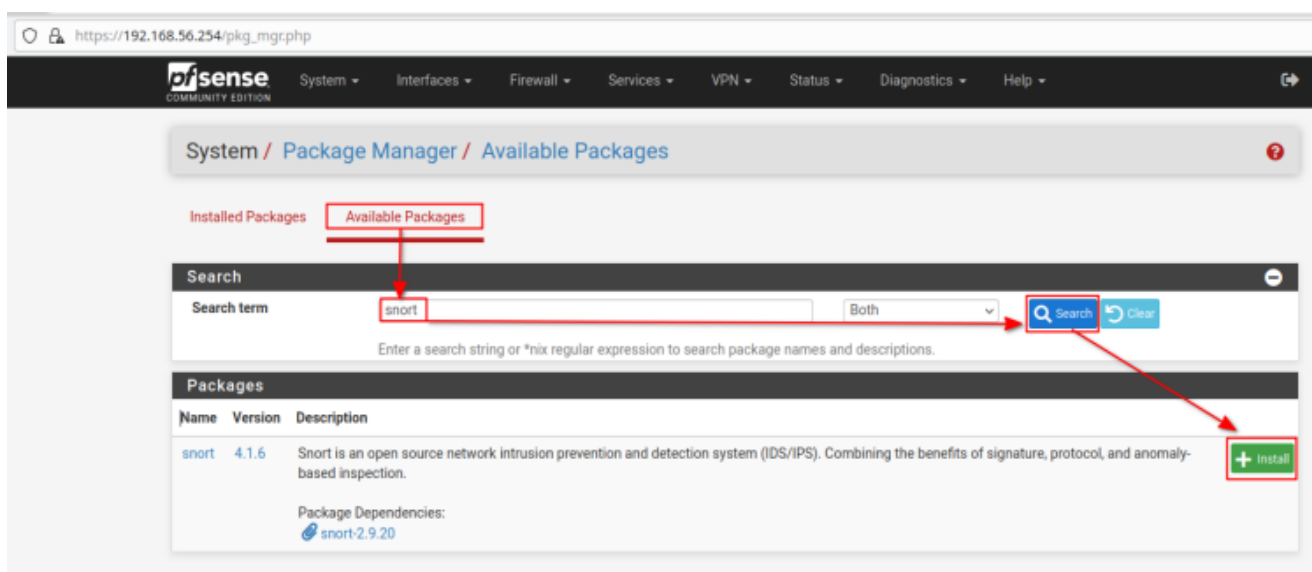 https://192.168.56.254/pkg_mgr.php
pfsense System Interfaces Firewall Services VPN Status Diagnostics Help
COMMUNITY EDITION
System / Package Manager / Available Packages
Installed Packages Available Packages
Search
Search term snort Both Search Clear
Enter a search string or *nix regular expression to search package names and descriptions.
Packages
Name Version Description
snort 4.1.6 Snort is an open source network intrusion prevention and detection system (IDS/IPS). Combining the benefits of signature, protocol, and anomaly-
based inspection.
Install
Package Dependencies:
snort-2.9.20